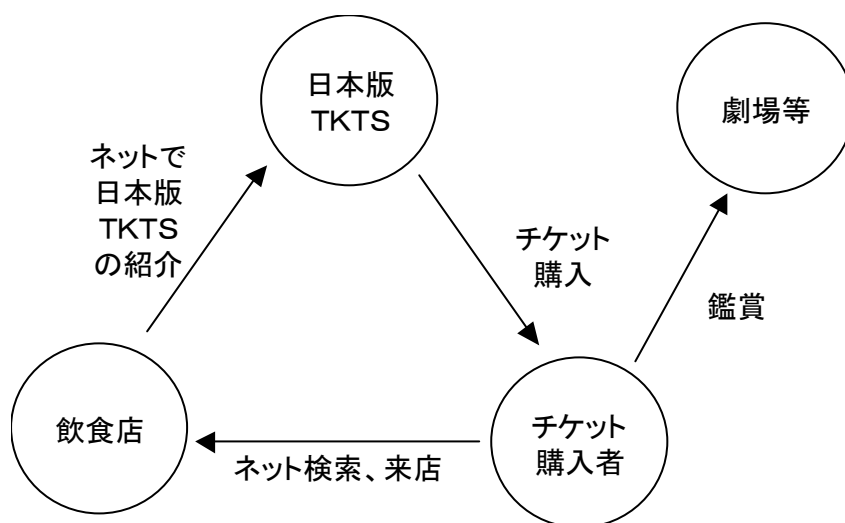 日本版
TKTS
劇場等
ネットで
日本版
TKTS
の紹介
チケット
購入
鑑賞
飲食店
チケット
購入者
ネット検索、来店